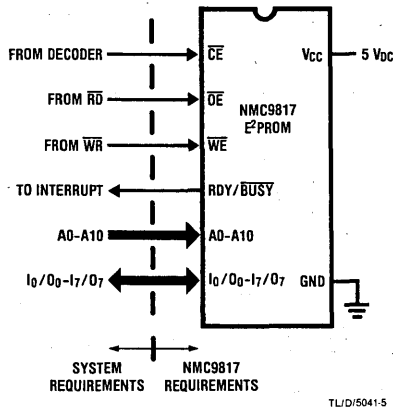 FROM DECODER
CE
VCC
5 VDC
FROM RD
OE
NMC9817
E²PROM
FROM WR
WE
TO INTERRUPT
RDY/BUSY
A0-A10
A0-A10
I0/O0-I7/O7
I0/O0-I7/O7
GND
SYSTEM
REQUIREMENTS
NMC9817
REQUIREMENTS
TL/D/5041-5